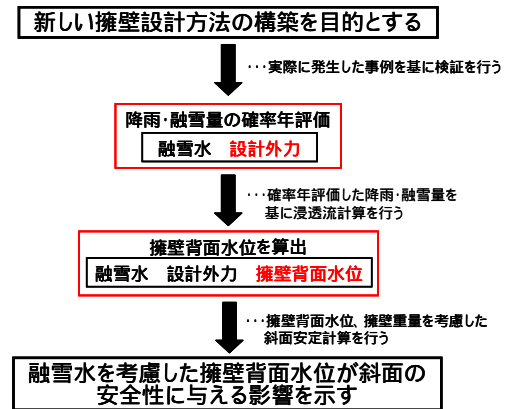 新しい擁壁設計方法の構築を目的とする
･･･実際に発生した事例を基に検証を行う
降雨･融雪量の確率年評価
融雪水 設計外力
･･･確率年評価した降雨･融雪量を
基に浸透流計算を行う
擁壁背面水位を算出
融雪水 設計外力 擁壁背面水位
･･･擁壁背面水位、擁壁重量を考慮した
斜面安定計算を行う
融雪水を考慮した擁壁背面水位が斜面の
安全性に与える影響を示す